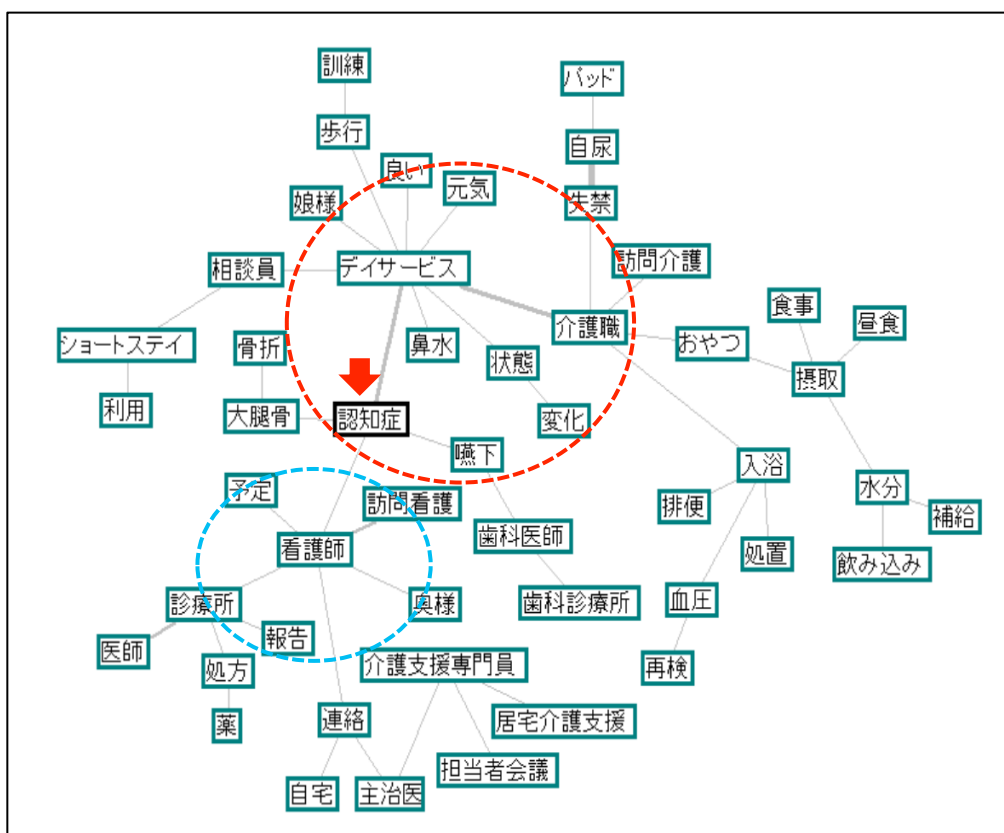 訓練
パッド
歩行
自尿
良い
元気
娘様
失禁
相談員
デイサービス
訪問介護
食事
昼食
介護職
ショートステイ
骨折
鼻水
状態
おやつ
摂取
利用
大腿骨
認知症
変化
嚥下
入浴
予定
訪問看護
排便
水分
補給
看護師
歯科医師
処置
飲み込み
診療所
奥様
歯科診療所
血圧
医師
報告
処方
介護支援専門員
再検
薬
連絡
居宅介護支援
担当者会議
自宅
主治医